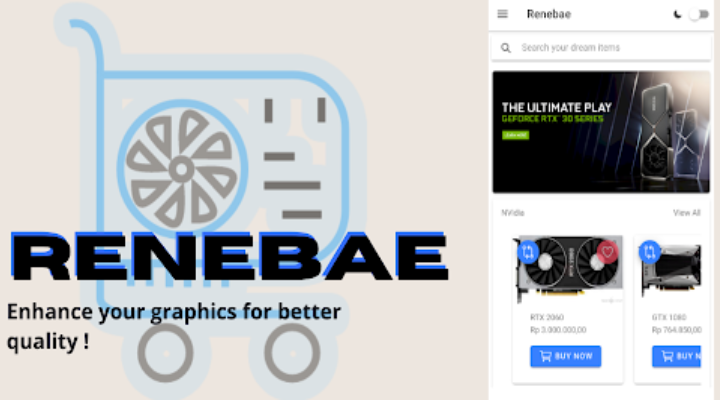 RENEBAE
Enhance your graphics for better
quality !
Renebae
Search your dream items
THE ULTIMATE PLAY
GEFORCE RTX 30 SERIES
NVidia View All
RTX 2060 GTX 1080
Rp 3.000.000,00 Rp 764.850,00
BUY NOW BUY N